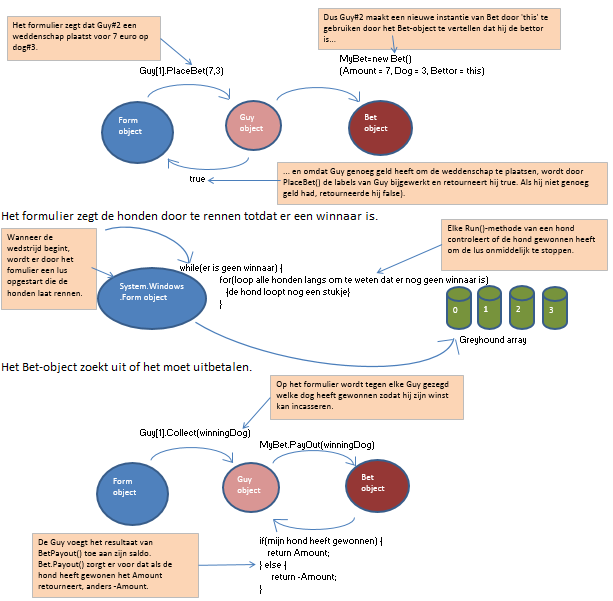 Het formulier zegt dat Guy#2 een
weddenschap plaatst voor 7 euro op
dog#3.
Dus Guy#2 maakt een nieuwe instantie van Bet door 'this' te
gebruiken door het Bet-object te vertellen dat hij de bettor
is...
Guy[1].PlaceBet(7,3)
MyBet=new Bet()
(Amount = 7, Dog = 3, Bettor = this)
Form
object
Guy
object
Bet
object
true
... en omdat Guy genoeg geld heeft om de weddenschap te plaatsen, wordt door
PlaceBet() de labels van Guy bijgewerkt en retourneert hij true. Als hij niet genoeg
geld had, retourneerde hij false).
Het formulier zegt de honden door te rennen totdat er een winnaar is.
Wanneer de
wedstrijd begint,
wordt er door het
fomulier een lus
opgestart die de
honden laat rennen.
Elke Run()-methode van een hond
controleert of de hond gewonnen heeft
om de lus onmiddelijk te stoppen.
while(er is geen winnaar) {
for(loop alle honden langs om te weten dat er nog geen winnaar is)
{de hond loopt nog een stukje}
}
System.Windows
.Form object
0
1
2
3
Greyhound array
Het Bet-object zoekt uit of het moet uitbetalen.
Op het formulier wordt tegen elke Guy gezegd
welke dog heeft gewonnen zodat hij zijn winst
kan incasseren.
Guy[1].Collect(winningDog)
MyBet.PayOut(winningDog)
Form
object
Guy
object
Bet
object
De Guy voegt het resultaat van
BetPayout() toe aan zijn saldo.
Bet.Payout() zorgt er voor dat als de
hond heeft gewonen het Amount
retourneert, anders -Amount.
if(mijn hond heeft gewonnen) {
return Amount;
} else {
return -Amount;
}